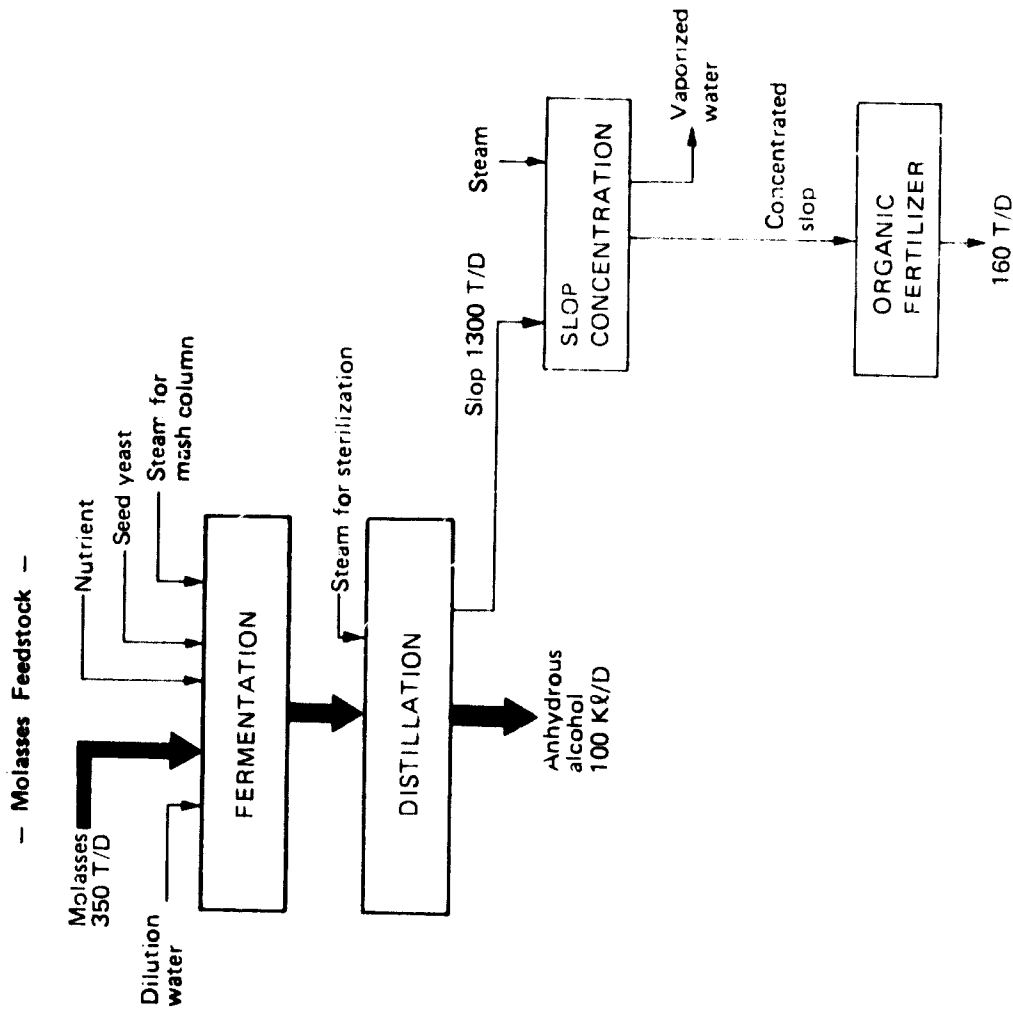 — Molasses Feedstock —
Molasses
350 T/D
Nutrient
Seed yeast
Steam for
mash column
Dilution
water
FERMENTATION
Steam for sterilization
DISTILLATION
Anhydrous
alcohol
100 Kℓ/D
Slop 1300 T/D
Steam
SLOP
CONCENTRATION
Vaporized
water
Concentrated
slop
ORGANIC
FERTILIZER
160 T/D